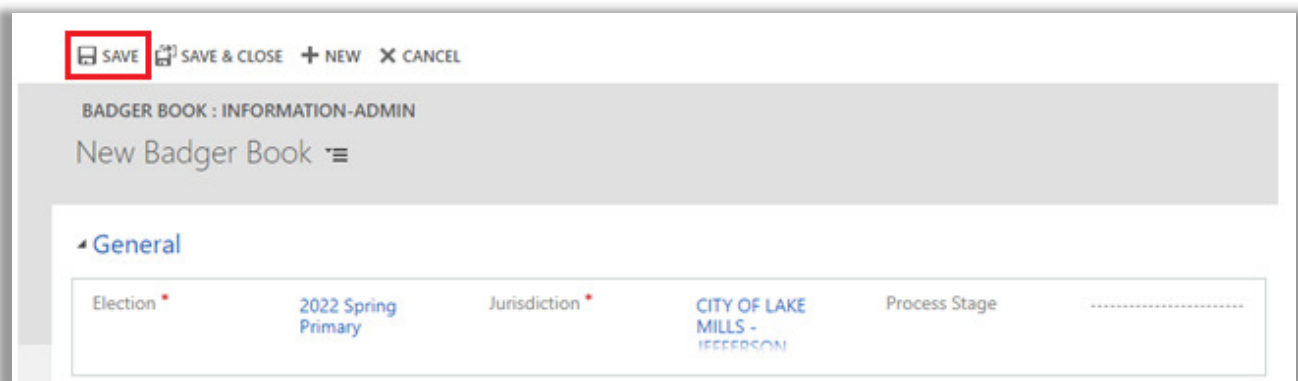 SAVE SAVE & CLOSE NEW CANCEL
BADGER BOOK : INFORMATION-ADMIN
New Badger Book
General
Election * 2022 Spring Jurisdiction * CITY OF LAKE Process Stage
Primary MILLS -
JEFFERSON